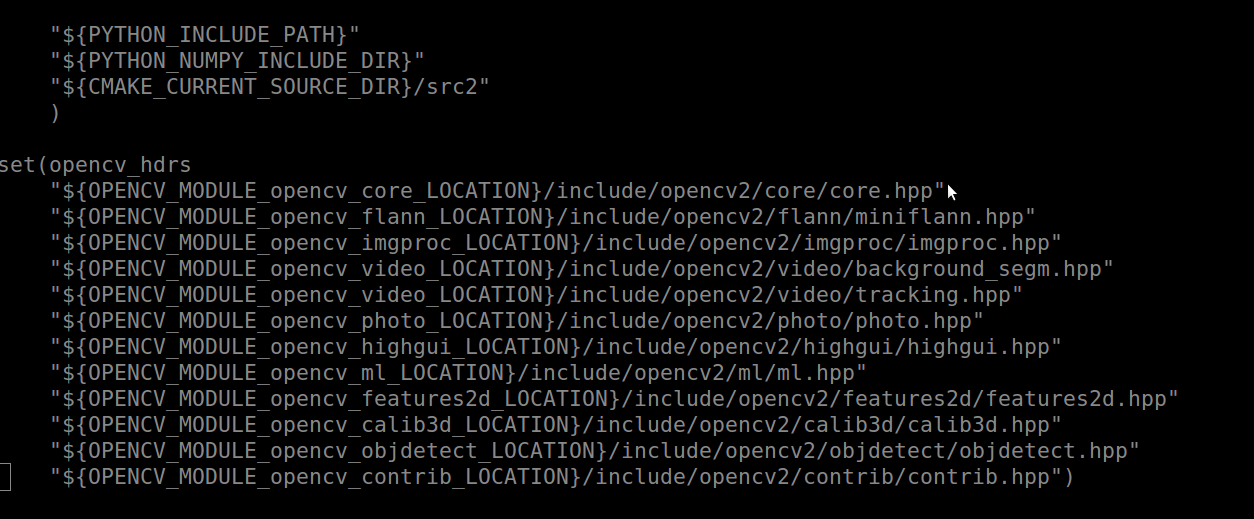 "${PYTHON_INCLUDE_PATH}"
"${PYTHON_NUMPY_INCLUDE_DIR}"
"${CMAKE_CURRENT_SOURCE_DIR}/src2"
)
set(opencv_hdrs
"${OPENCV_MODULE_opencv_core_LOCATION}/include/opencv2/core/core.hpp"
"${OPENCV_MODULE_opencv_flann_LOCATION}/include/opencv2/flann/miniflann.hpp"
"${OPENCV_MODULE_opencv_imgproc_LOCATION}/include/opencv2/imgproc/imgproc.hpp"
"${OPENCV_MODULE_opencv_video_LOCATION}/include/opencv2/video/background_segm.hpp"
"${OPENCV_MODULE_opencv_video_LOCATION}/include/opencv2/video/tracking.hpp"
"${OPENCV_MODULE_opencv_photo_LOCATION}/include/opencv2/photo/photo.hpp"
"${OPENCV_MODULE_opencv_highgui_LOCATION}/include/opencv2/highgui/highgui.hpp"
"${OPENCV_MODULE_opencv_ml_LOCATION}/include/opencv2/ml/ml.hpp"
"${OPENCV_MODULE_opencv_features2d_LOCATION}/include/opencv2/features2d/features2d.hpp"
"${OPENCV_MODULE_opencv_calib3d_LOCATION}/include/opencv2/calib3d/calib3d.hpp"
"${OPENCV_MODULE_opencv_objdetect_LOCATION}/include/opencv2/objdetect/objdetect.hpp"
"${OPENCV_MODULE_opencv_contrib_LOCATION}/include/opencv2/contrib/contrib.hpp")